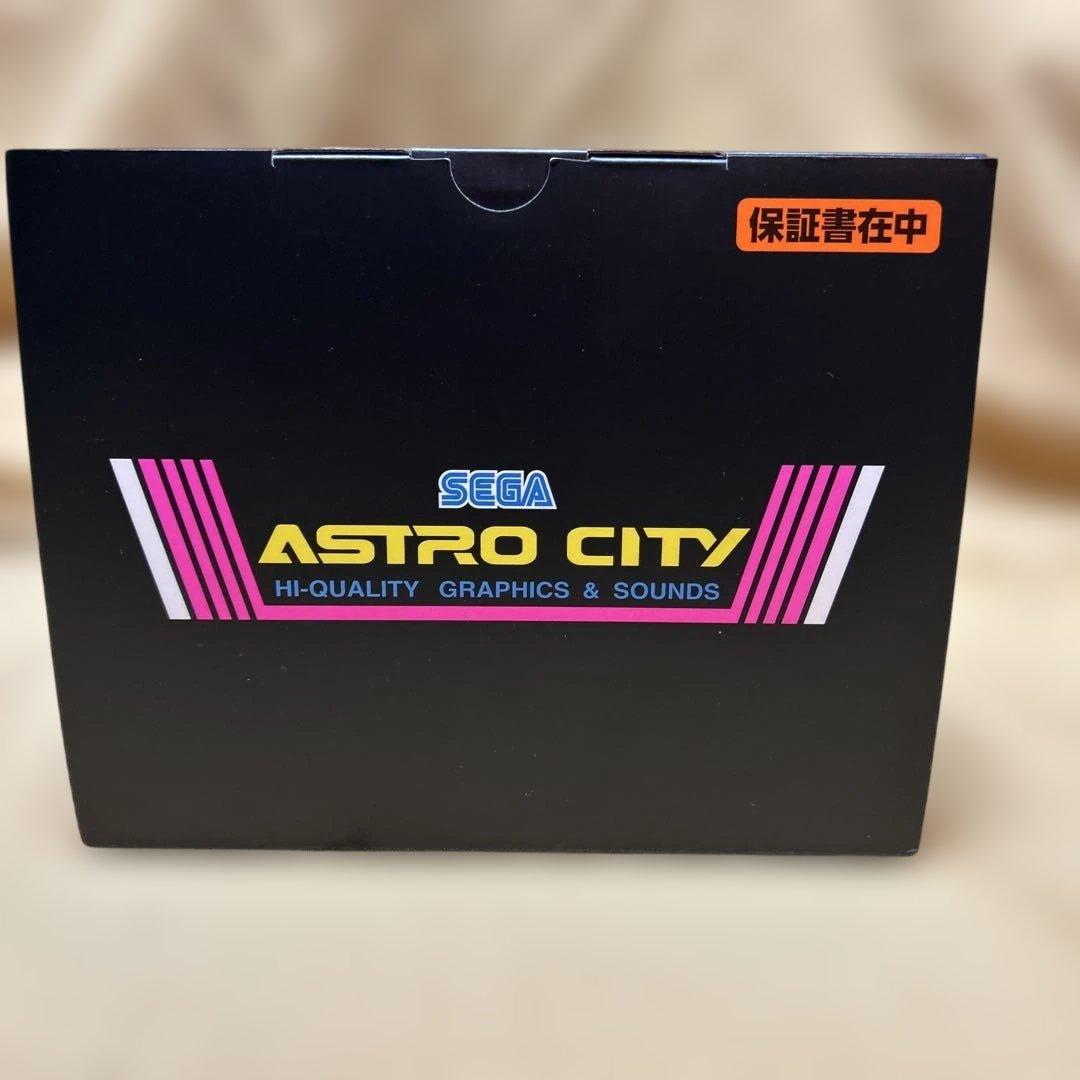 保証書在中
SEGA
ASTRO CITY
HI-QUALITY GRAPHICS & SOUNDS